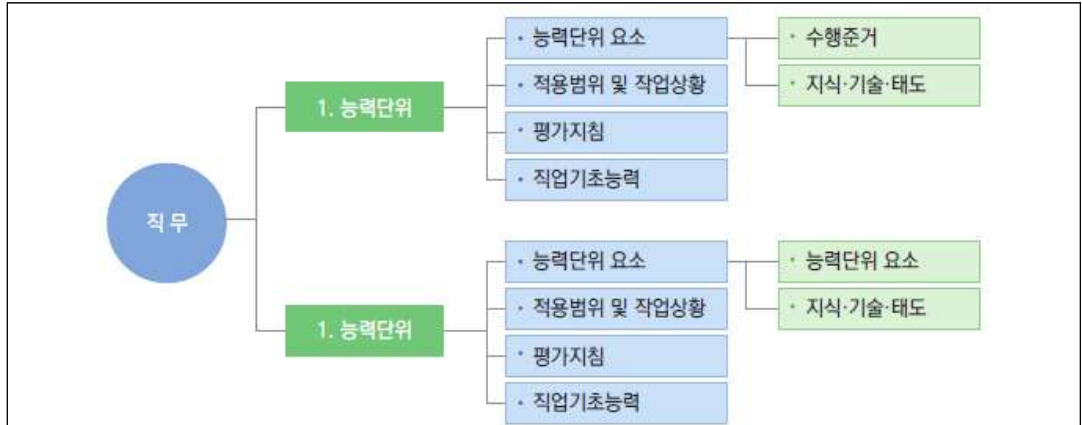 직 무
1. 능력단위
• 능력단위 요소
• 적용범위 및 작업상황
• 평가지침
• 직업기초능력
• 수행준거
• 지식·기술·태도
1. 능력단위
• 능력단위 요소
• 적용범위 및 작업상황
• 평가지침
• 직업기초능력
• 능력단위 요소
• 지식·기술·태도